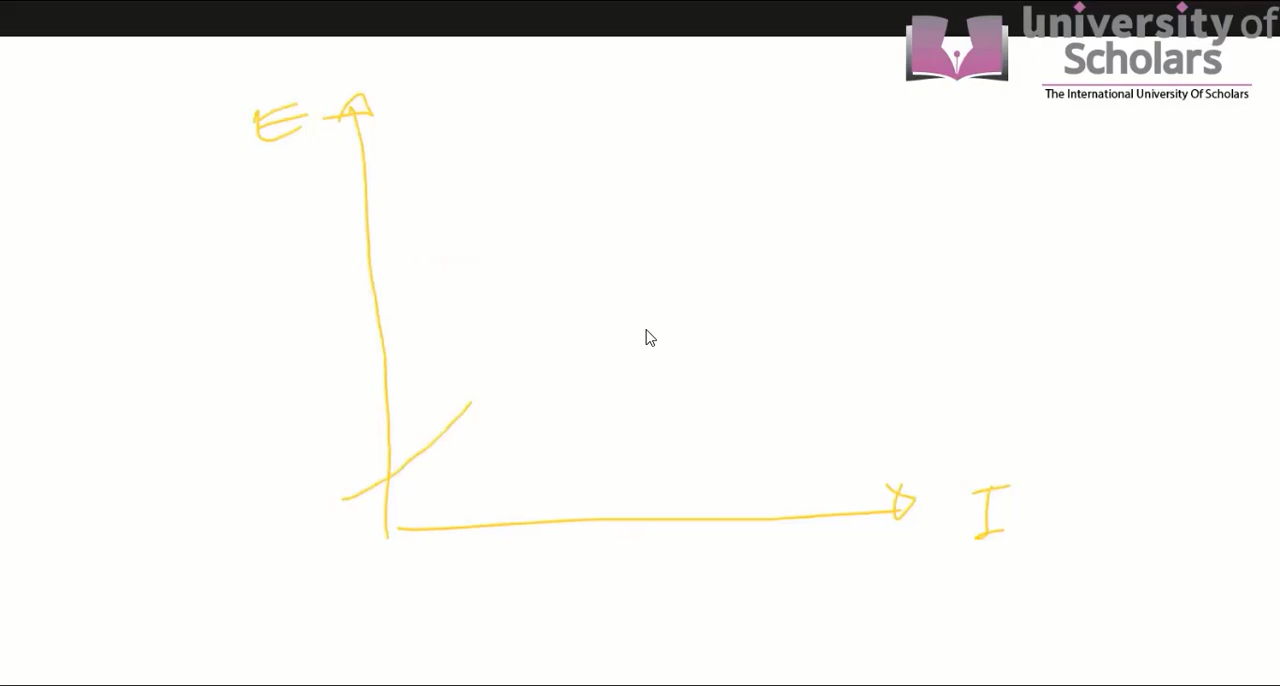 university of
Scholars
The International University Of Scholars
E
I